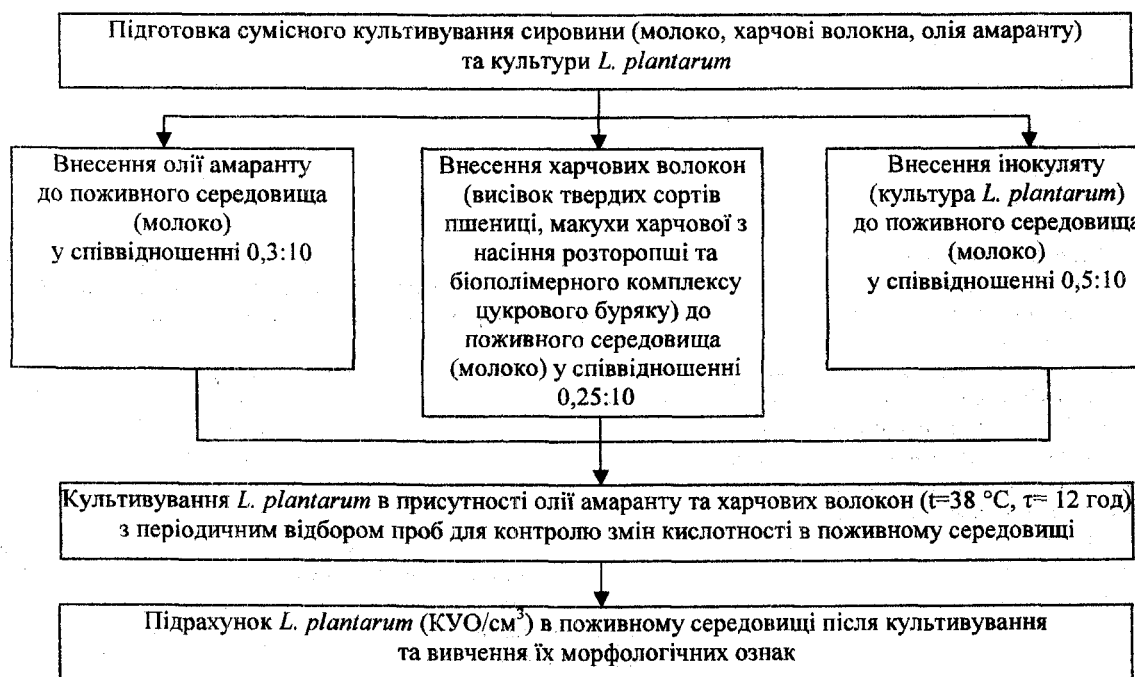 Підготовка сумісного культивування сировини (молоко, харчові волокна, олія амаранту)
та культури L. plantarum
Внесення олії амаранту
до поживного середовища
(молоко)
у співвідношенні 0,3:10
Внесення харчових волокон
(висівок твердих сортів
пшениці, макухи харчової з
насіння розторопші та
біополімерного комплексу
цукрового буряку) до
поживного середовища
(молоко) у співвідношенні
0,25:10
Внесення інокуляту
(культура L. plantarum)
до поживного середовища
(молоко)
у співвідношенні 0,5:10
Культивування L. plantarum в присутності олії амаранту та харчових волокон (t=38 °C, τ= 12 год)
з періодичним відбором проб для контролю змін кислотності в поживному середовищі
Підрахунок L. plantarum (КУО/см³) в поживному середовищі після культивування
та вивчення їх морфологічних ознак